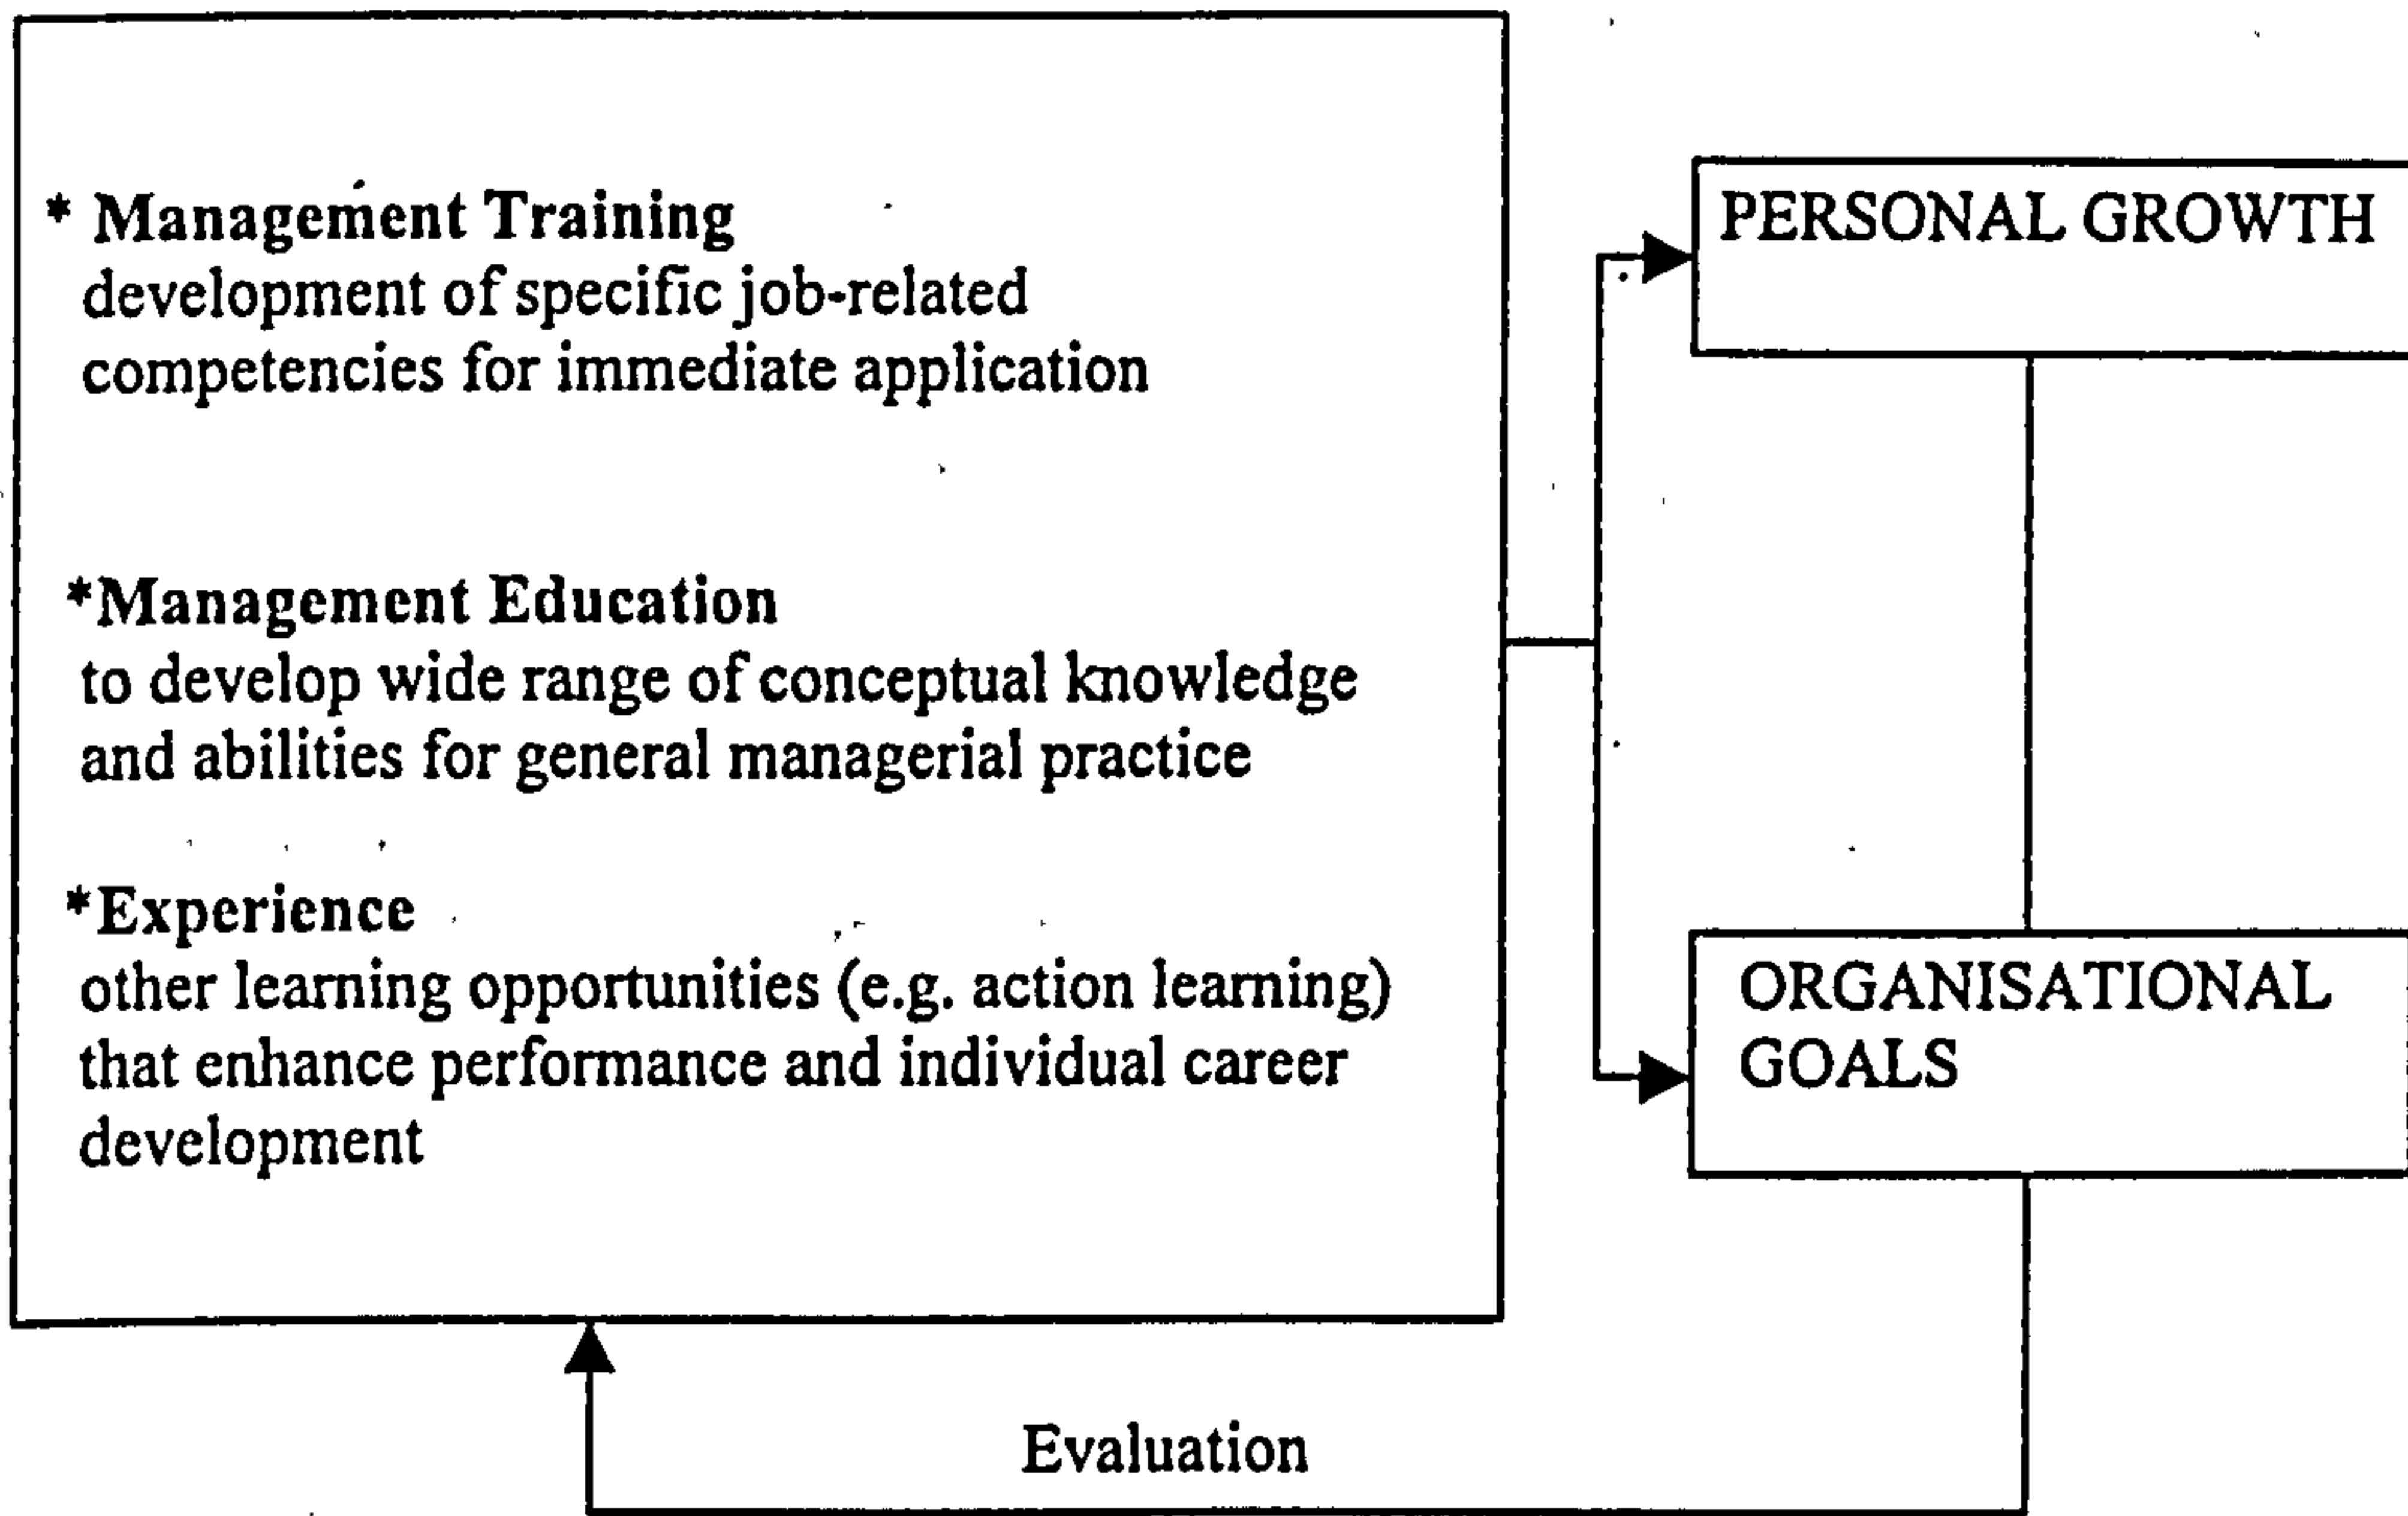 * Management Training
development of specific job-related
competencies for immediate application
*Management Education
to develop wide range of conceptual knowledge
and abilities for general managerial practice
*Experience
other learning opportunities (e.g. action learning)
that enhance performance and individual career
development
PERSONAL GROWTH
ORGANISATIONAL
GOALS
Evaluation